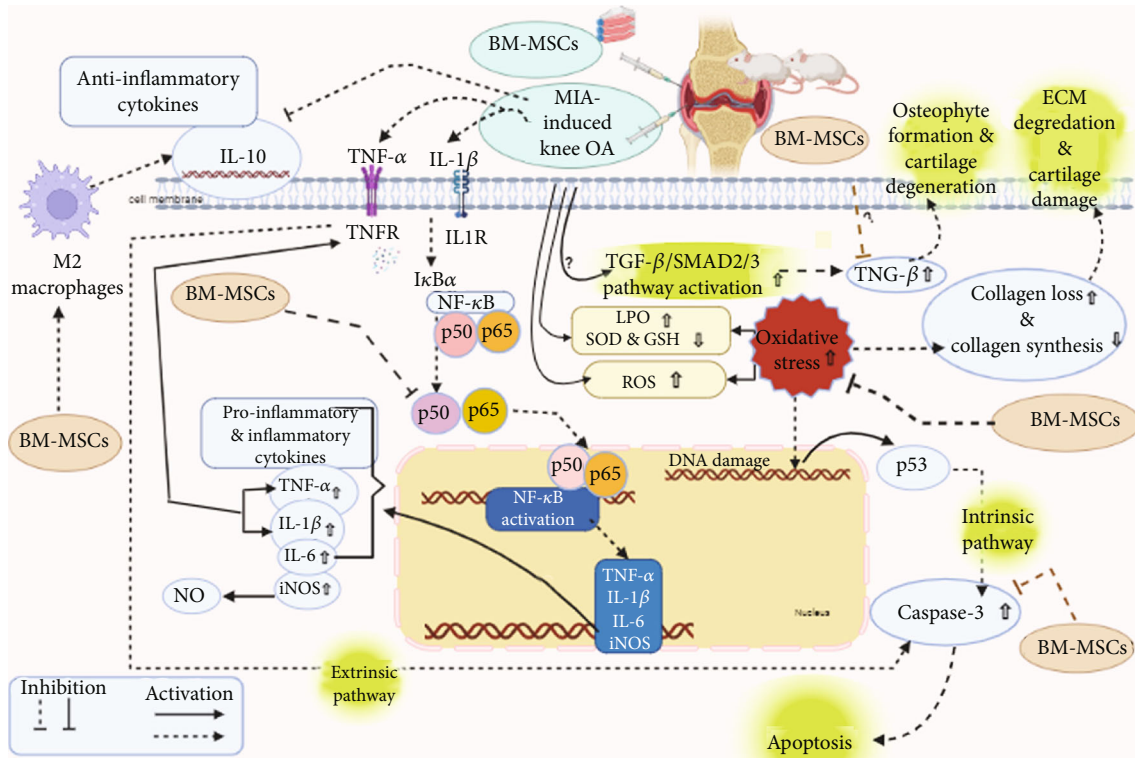 BM-MSCs
Anti-inflammatory
cytokines
MIA-
induced
knee OA
IL-10
TNF-α
IL-1β
BM-MSCs
Osteophyte
formation &
cartilage
degeneration
ECM
degredation
&
cartilage
damage
cell membrane
TNFR
IL1R
M2
macrophages
BM-MSCs
IκBα
NF-κB
p50
p65
?
TGF-β/SMAD2/3
pathway activation
?
TNG-β
LPO
SOD & GSH
ROS
Oxidative
stress
Collagen loss
&
collagen synthesis
p50
p65
BM-MSCs
BM-MSCs
Pro-inflammatory
& inflammatory
cytokines
TNF-α
IL-1β
IL-6
iNOS
NO
p50
p65
NF-κB
activation
DNA damage
p53
TNF-α
IL-1β
IL-6
iNOS
Nucleus
Intrinsic
pathway
Caspase-3
BM-MSCs
Extrinsic
pathway
Apoptosis
Inhibition
Activation